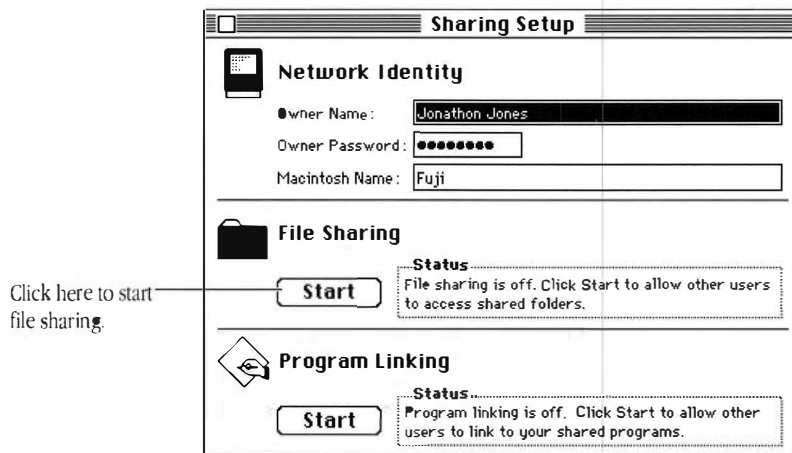 Sharing Setup
Network Identity
Owner Name:
Jonathon Jones
Owner Password:
●●●●●●●●
Macintosh Name:
Fuji
File Sharing
Click here to start
file sharing.
Start
Status
File sharing is off. Click Start to allow other users
to access shared folders.
Program Linking
Start
Status
Program linking is off. Click Start to allow other
users to link to your shared programs.